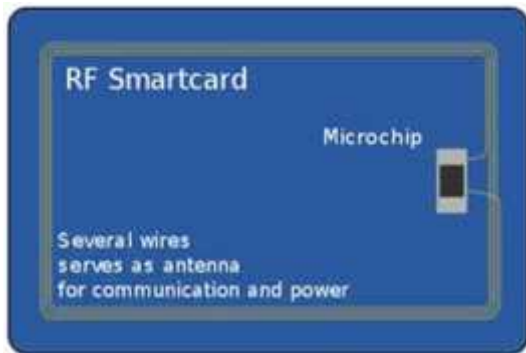 RF Smartcard
Microchip
Several wires
serves as antenna
for communication and power